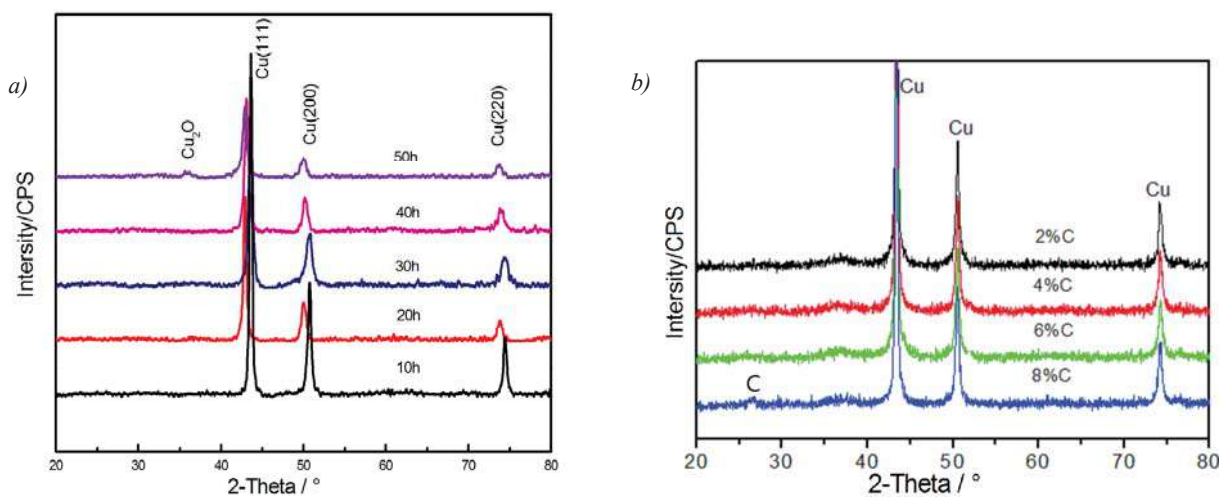 a)
Intersity/CPS
Cu₂O
Cu(111)
Cu(200)
Cu(220)
50h
40h
30h
20h
10h
20 30 40 50 60 70 80
2-Theta / °
b)
Intersity/CPS
Cu
Cu
Cu
2%C
4%C
6%C
8%C
C
20 30 40 50 60 70 80
2-Theta / °